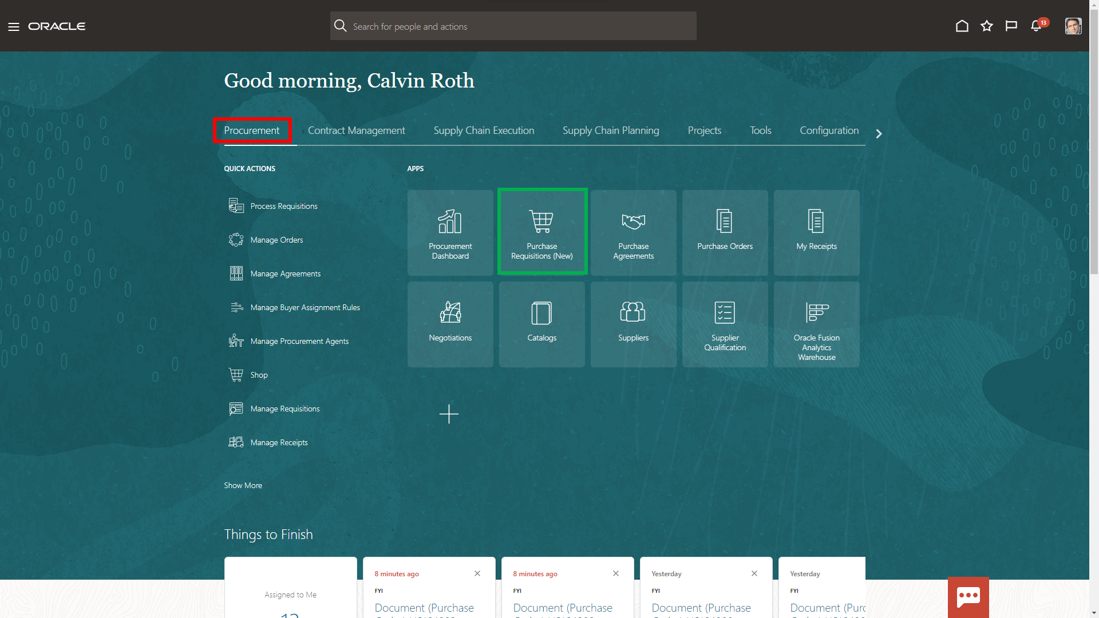 ORACLE
Search for people and actions
13
Good morning, Calvin Roth
Procurement
Contract Management
Supply Chain Execution
Supply Chain Planning
Projects
Tools
Configuration
QUICK ACTIONS
Process Requisitions
Manage Orders
Manage Agreements
Manage Buyer Assignment Rules
Manage Procurement Agents
Shop
Manage Requisitions
Manage Receipts
Show More
APPS
Procurement
Dashboard
Purchase
Requisitions (New)
Purchase
Agreements
Purchase Orders
My Receipts
Negotiations
Catalogs
Suppliers
Supplier
Qualification
Oracle Fusion
Analytics
Warehouse
Things to Finish
Assigned to Me
8 minutes ago
FYI
Document (Purchase
8 minutes ago
FYI
Document (Purchase
Yesterday
FYI
Document (Purchase
Yesterday
FYI